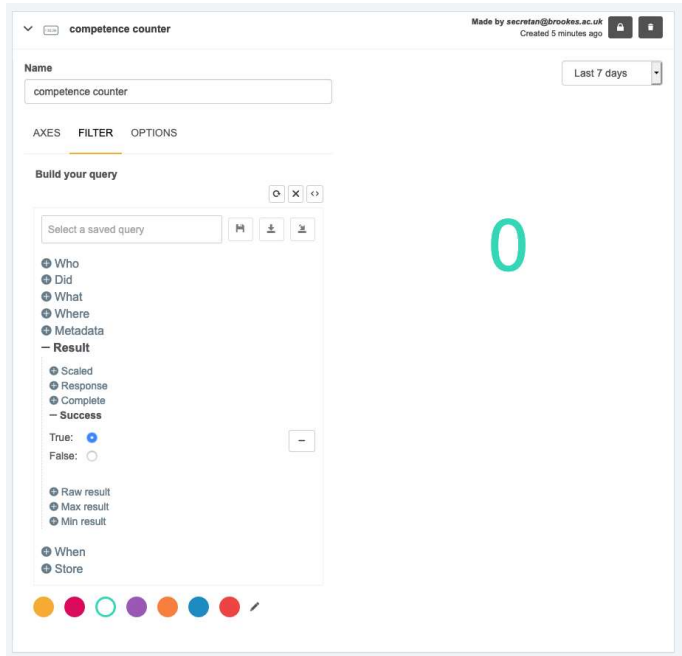 competence counter
Made by secretan@brookes.ac.uk
Created 5 minutes ago
Name
competence counter
Last 7 days
AXES FILTER OPTIONS
Build your query
Select a saved query
Who
Did
What
Where
Metadata
Result
Scaled
Response
Complete
Success
True:
False:
Raw result
Max result
Min result
When
Store
0